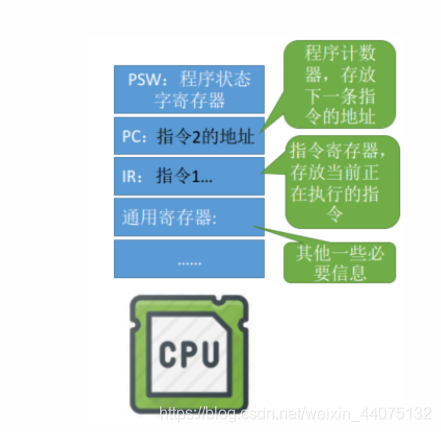 PSW：程序状态
字寄存器
程序计数
器，存放
下一条指
令的地址
PC：指令2的地址
指令寄存器，
存放当前正
在执行的指
令
IR：指令1...
通用寄存器:
其他一些必
要信息
......
CPU
https://blog.csdn.net/weixin_44075132